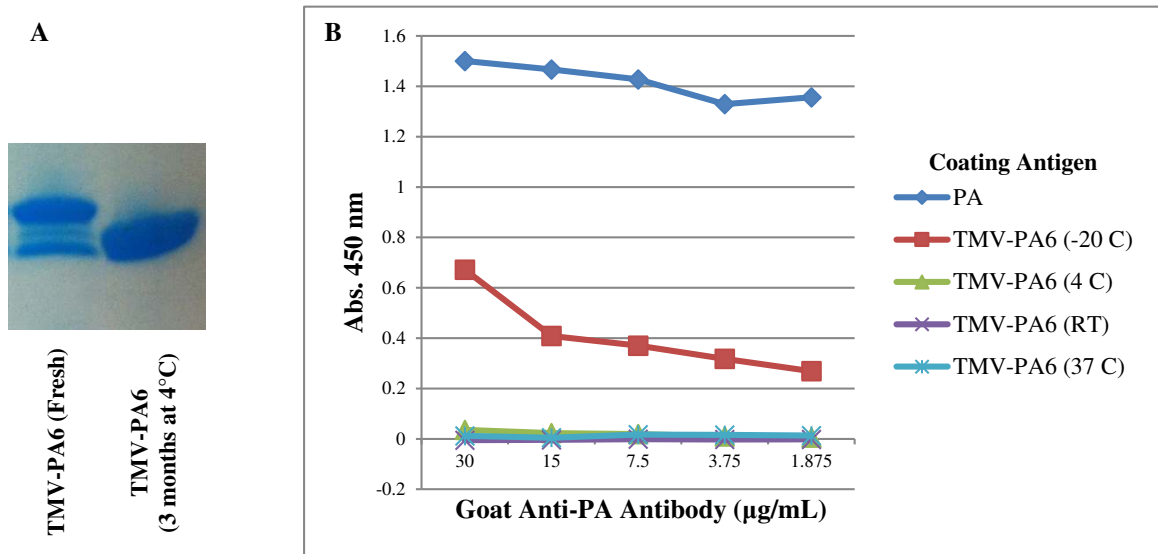 A
TMV-PA6 (Fresh)
TMV-PA6
(3 months at 4°C)
B
Abs. 450 nm
1.6
1.4
1.2
1
0.8
0.6
0.4
0.2
0
-0.2
30 15 7.5 3.75 1.875
Goat Anti-PA Antibody (µg/mL)
Coating Antigen
PA
TMV-PA6 (-20 C)
TMV-PA6 (4 C)
TMV-PA6 (RT)
TMV-PA6 (37 C)